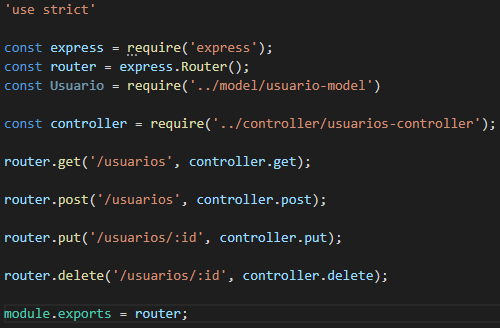 'use strict'
const express = require('express');
const router = express.Router();
const Usuario = require('../model/usuario-model')
const controller = require('../controller/usuarios-controller');
router.get('/usuarios', controller.get);
router.post('/usuarios', controller.post);
router.put('/usuarios/:id', controller.put);
router.delete('/usuarios/:id', controller.delete);
module.exports = router;